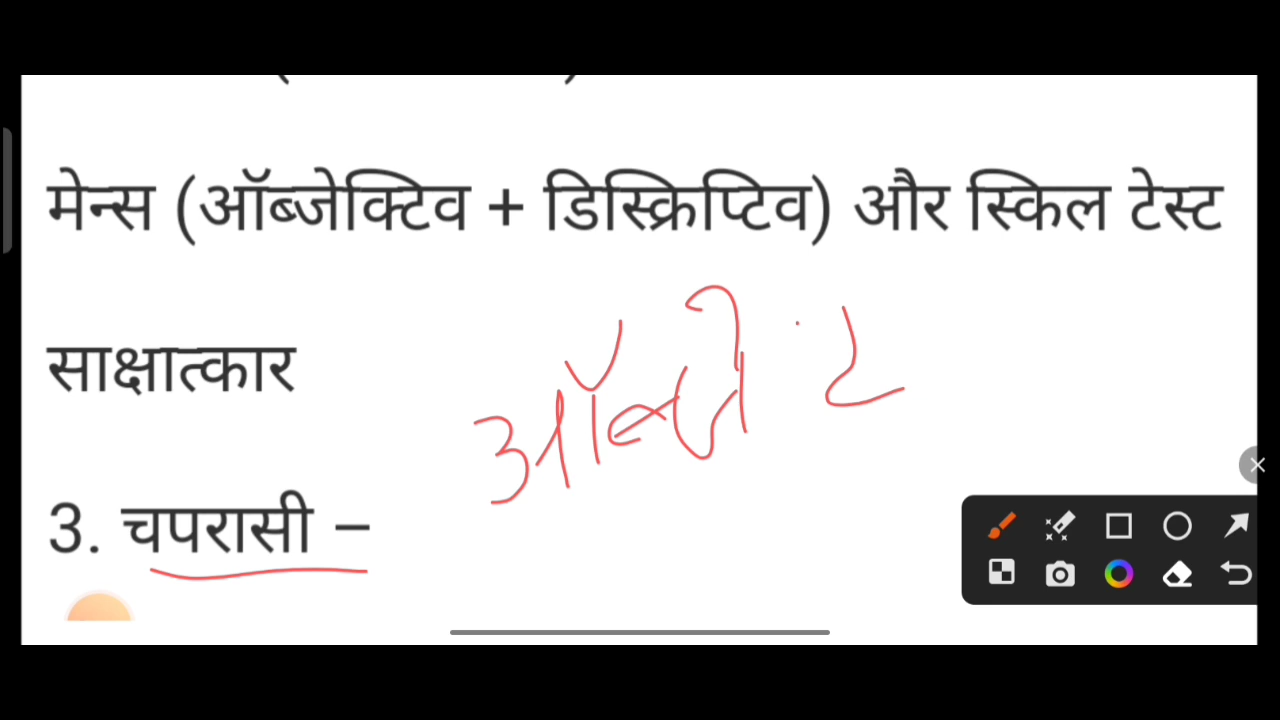 मेन्स (ऑब्जेक्टिव + डिस्क्रिप्टिव) और स्किल टेस्ट
साक्षात्कार
3. चपरासी –